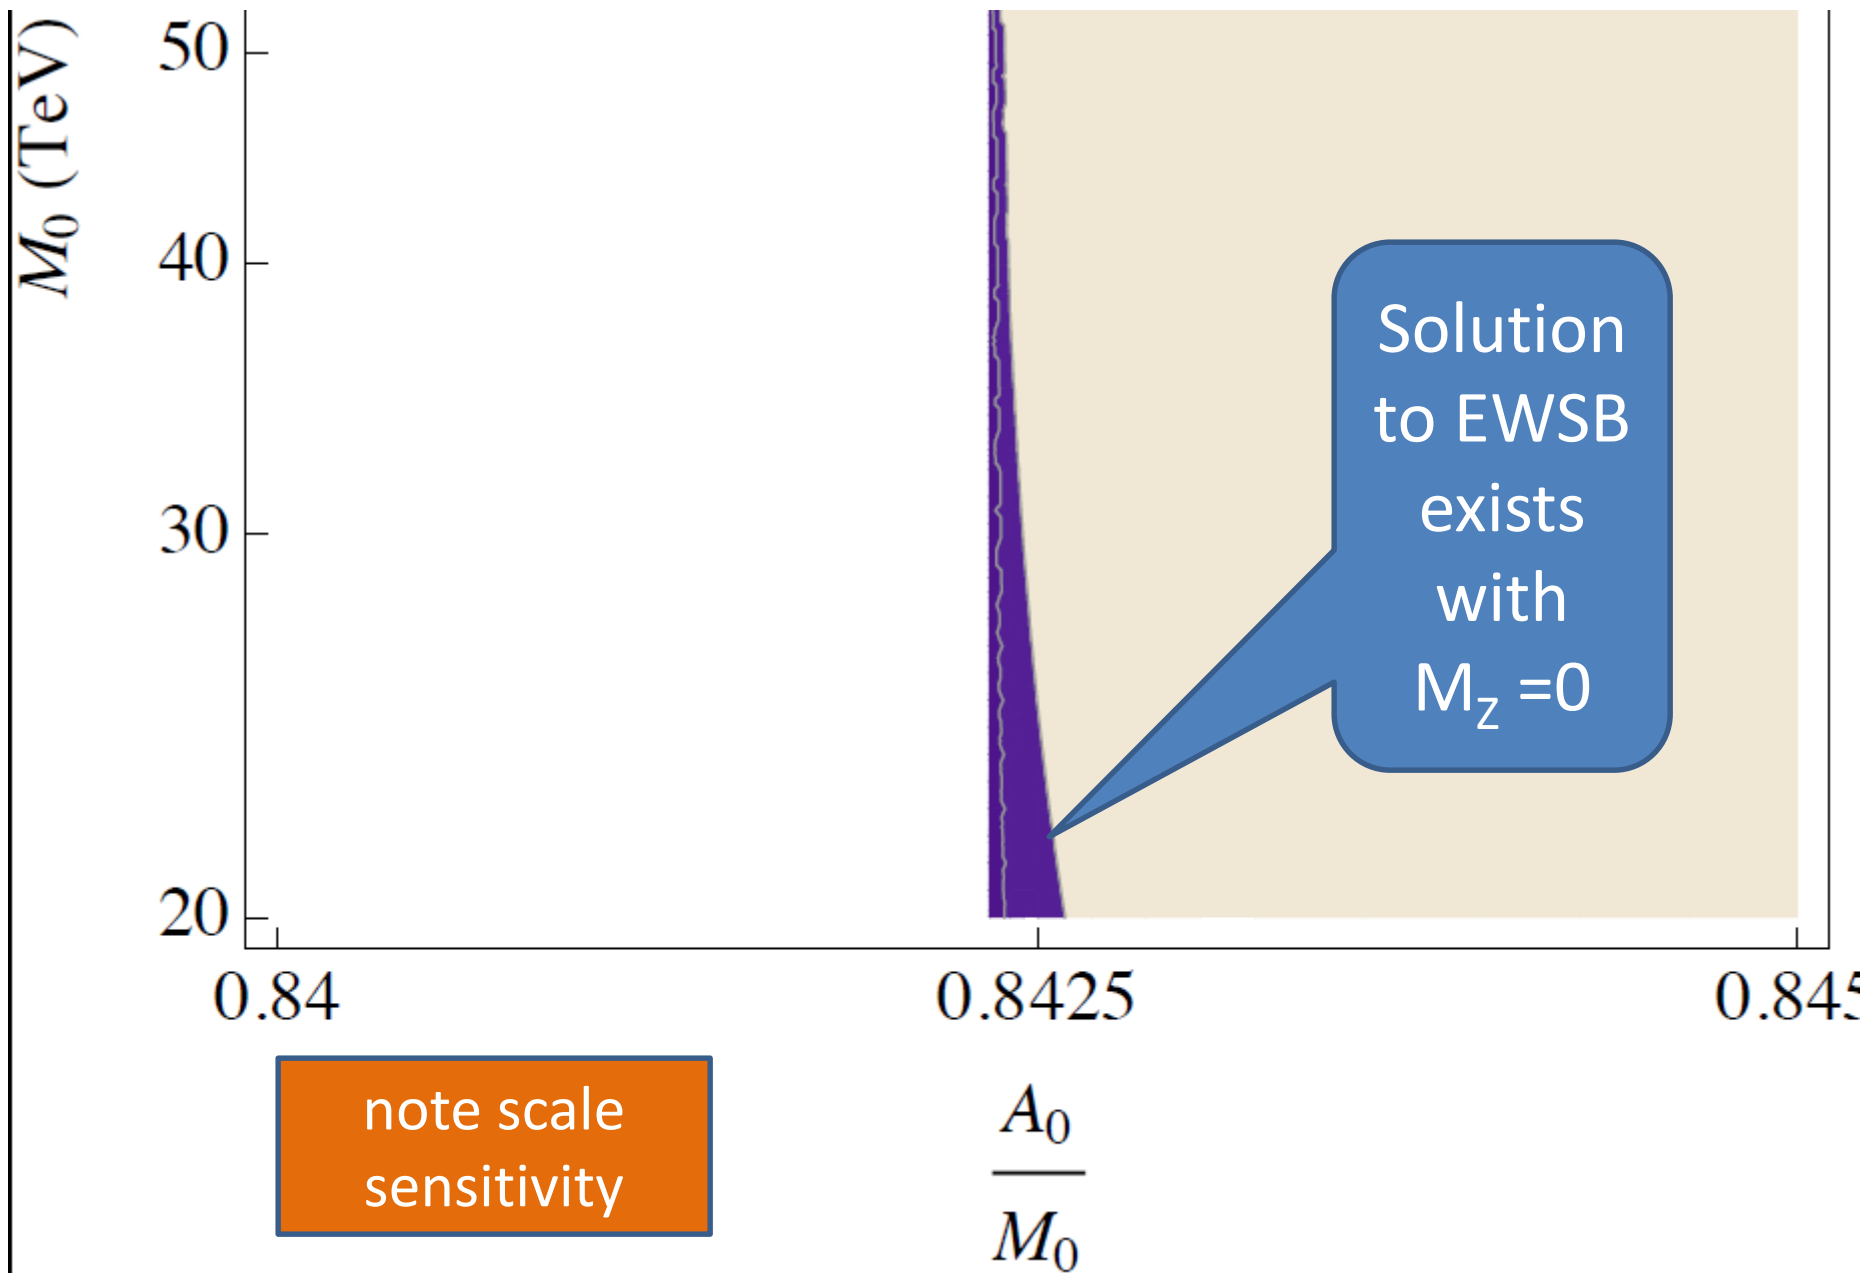 M₀ (TeV)
50
40
30
20
0.84
0.8425
0.845
Solution
to EWSB
exists
with
M_Z =0
note scale
sensitivity
A₀
M₀